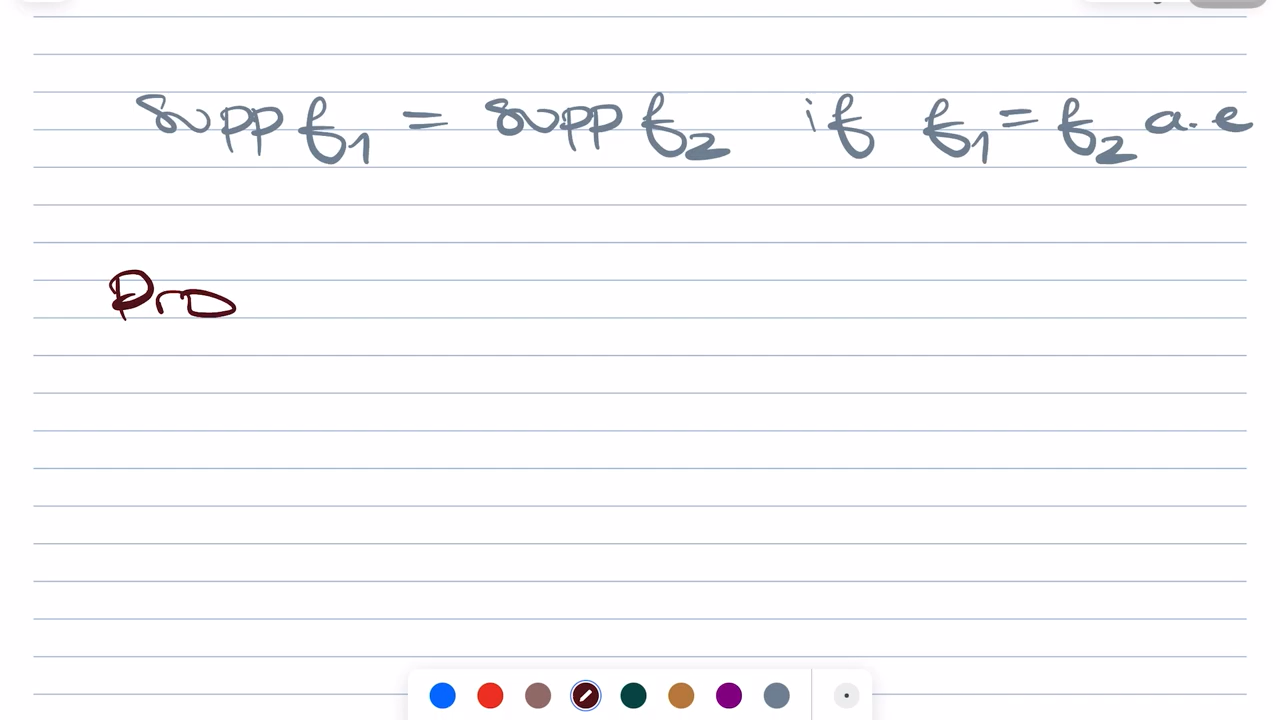 supp f₁ = supp f₂ if f₁ = f₂ a.e
Pro